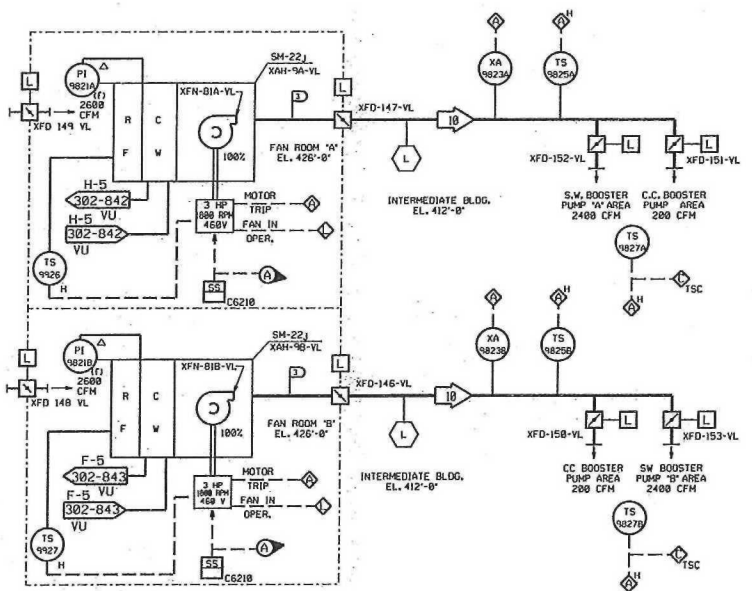 A
A
H
XA
9823A
TS
9825A
L
PI
9821A
Δ
(f)
2600
CFM
XFD 149 VL
SM-22j
XAH-9A-VL
XFN-81A-VL
R
F
C
W
C
100%
3
L
XFD-147-VL
10
FAN ROOM "A"
EL. 426'-0"
L
INTERMEDIATE BLDG.
EL. 412'-0"
XFD-152-VL
L
XFD-151-VL
L
S.W. BOOSTER
PUMP "A" AREA
2400 CFM
C.C. BOOSTER
PUMP AREA
200 CFM
TS
9827A
H
A
L
TSC
H-5
302-842
VU
H-5
302-842
VU
3 HP
1800 RPM
460V
MOTOR
TRIP
A
FAN IN
OPER.
L
TS
9926
H
SS
C6210
A
A
A
H
XA
9823B
TS
9825B
L
PI
9821B
Δ
(f)
2600
CFM
XFD 148 VL
SM-22j
XAH-9B-VL
XFN-81B-VL
R
F
C
W
C
100%
3
L
XFD-146-VL
10
FAN ROOM "B"
EL. 426'-0"
L
INTERMEDIATE BLDG.
EL. 412'-0"
XFD-150-VL
L
XFD-153-VL
L
CC BOOSTER
PUMP AREA
200 CFM
SW BOOSTER
PUMP "B" AREA
2400 CFM
TS
9827B
H
A
L
TSC
F-5
302-843
VU
F-5
302-843
VU
3 HP
1800 RPM
460 V
MOTOR
TRIP
A
FAN IN
OPER.
L
TS
9927
H
SS
C6210
A